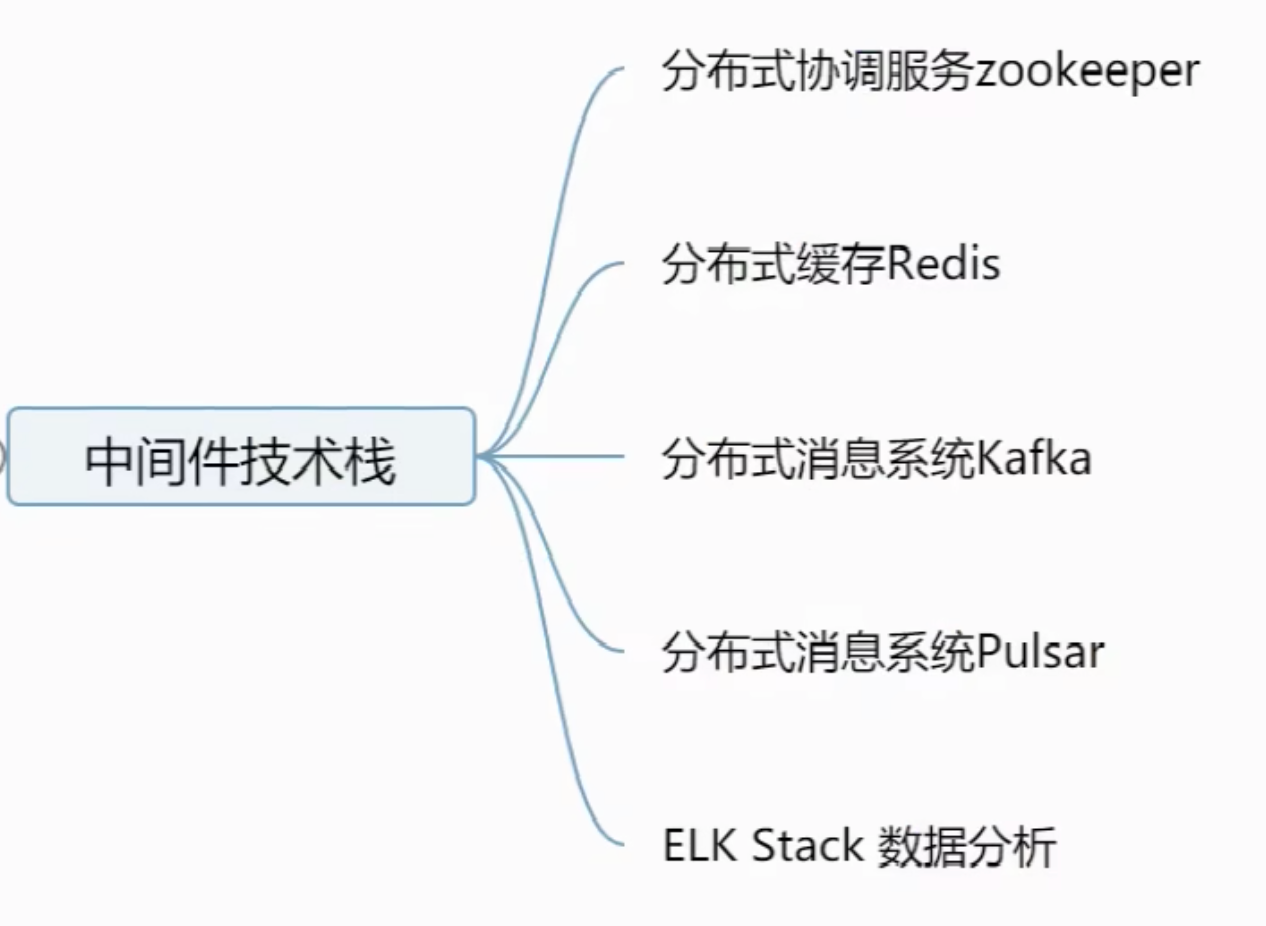 分布式协调服务zookeeper
分布式缓存Redis
中间件技术栈
分布式消息系统Kafka
分布式消息系统Pulsar
ELK Stack 数据分析